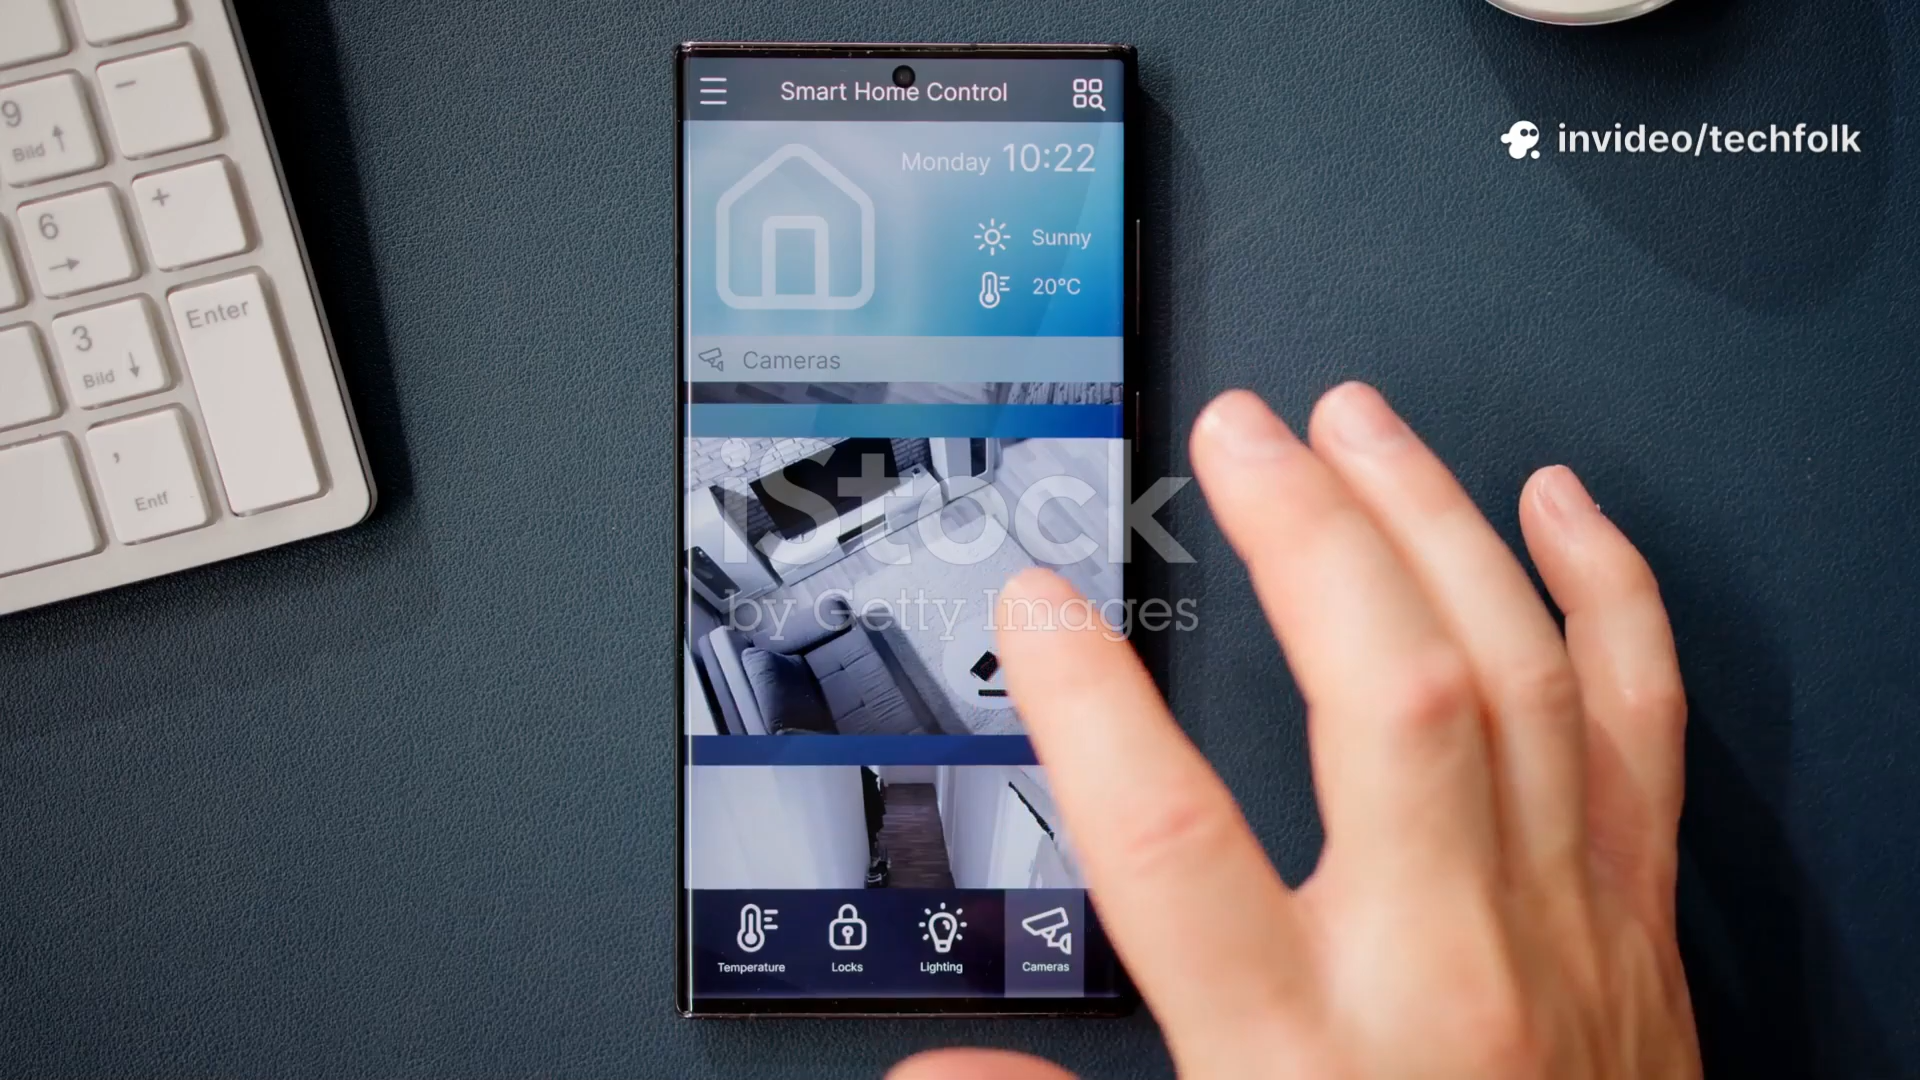 Smart Home Control
Monday 10:22
Sunny
20°C
Cameras
Temperature
Locks
Lighting
Cameras
invideo/techfolk
iStock
by Getty Images
9
Bild ↑
−
6
→
+
3
Bild ↓
Enter
,
Entf